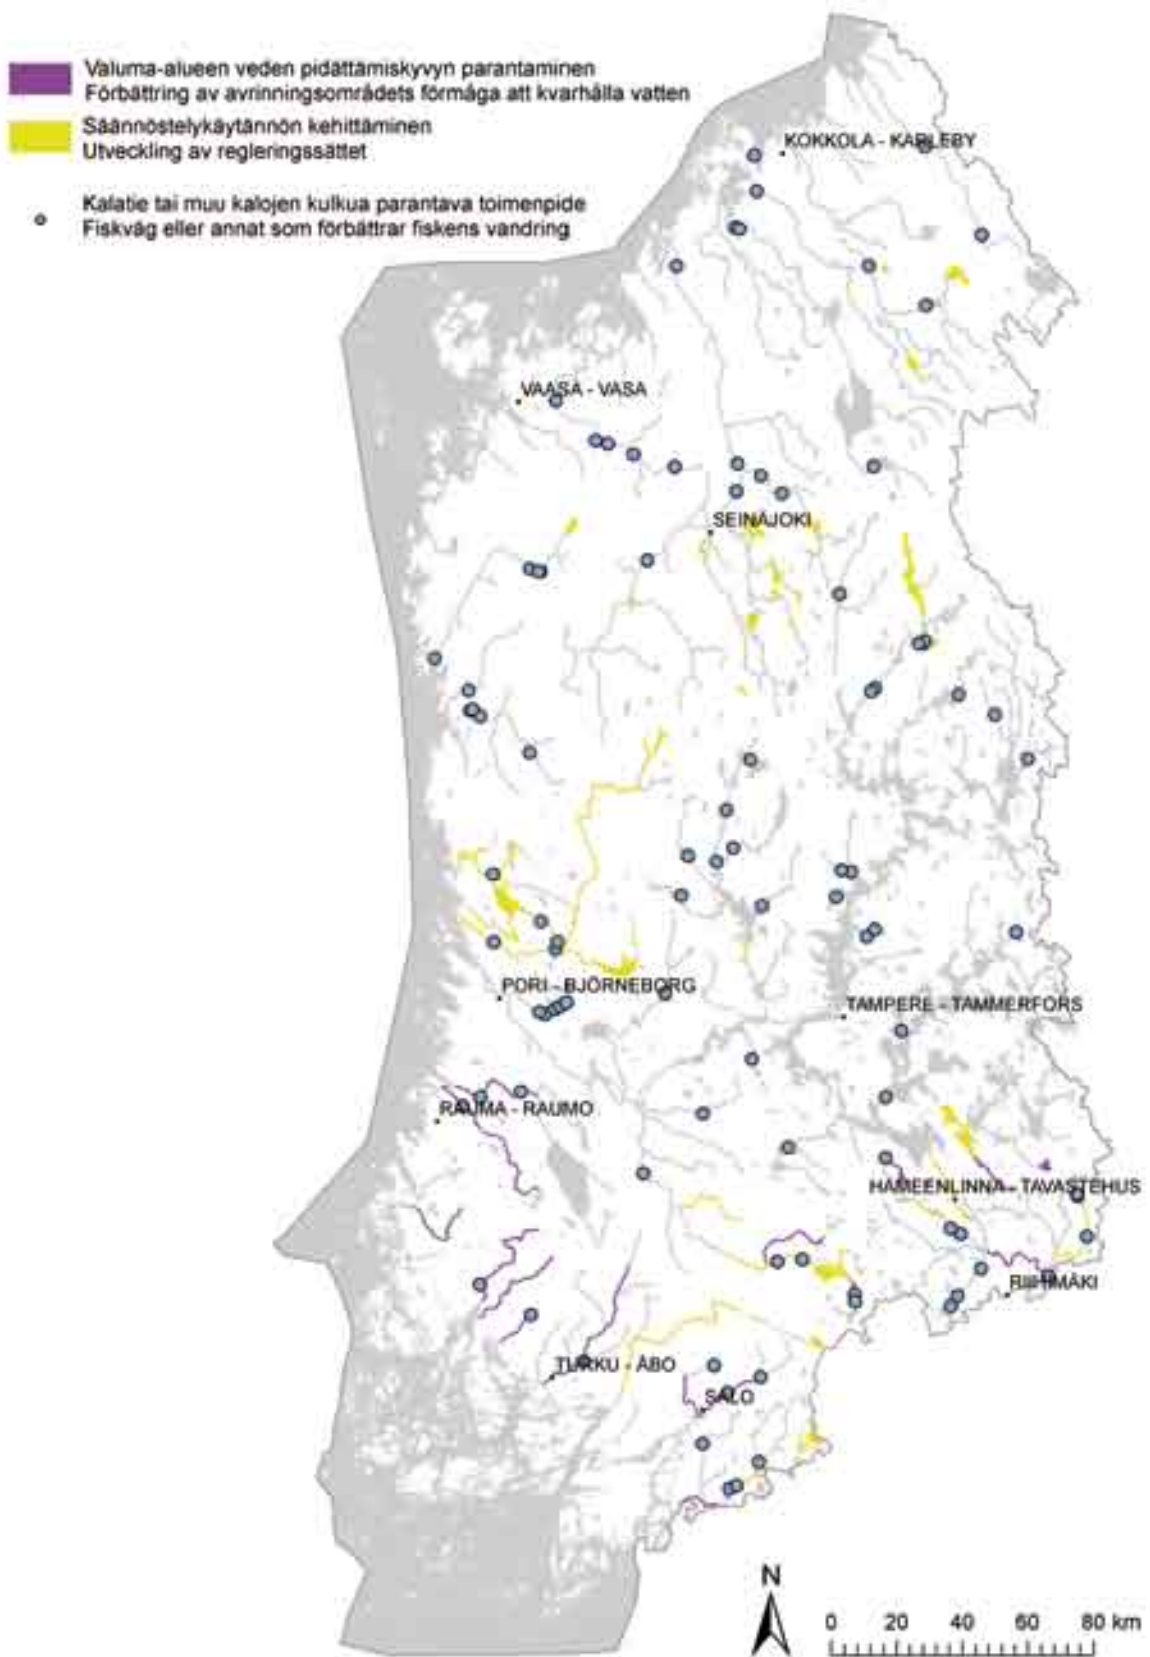 Valuma-alueen veden pidättämiskyvyn parantaminen
Förbättring av avrinningsområdets förmåga att kvarhålla vatten
Säännöstelykäytännön kehittäminen
Utveckling av regleringssättet
Kalatie tai muu kalojen kulkua parantava toimenpide
Fiskväg eller annat som förbättrar fiskens vandring
KOKKOLA - KARLEBY
VAASA - VASA
SEINÄJOKI
PORI - BJÖRNEBORG
TAMPERE - TAMMERFORS
RAUMA - RAUMO
HÄMEENLINNA - TAVASTEHUS
RIIHIMÄKI
TURKU - ÅBO
SALO
N
0 20 40 60 80 km